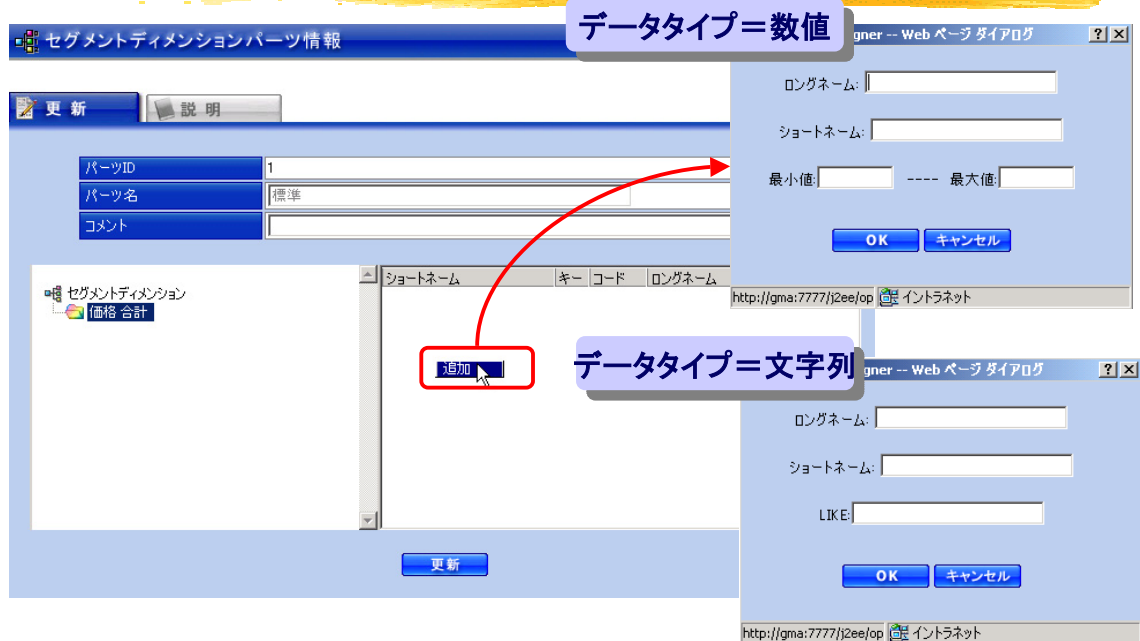 データタイプ＝数値
セグメントディメンションパーツ情報
gner -- Web ページ ダイアログ
ロングネーム:
ショートネーム:
最小値: ---- 最大値:
OK キャンセル
http://gma:7777/j2ee/op イントラネット
更 新 説 明
パーツID 1
パーツ名 標準
コメント
セグメントディメンション
価格 合計
ショートネーム キー コード ロングネーム
追加
更新
データタイプ＝文字列
gner -- Web ページ ダイアログ
ロングネーム:
ショートネーム:
LIKE:
OK キャンセル
http://gma:7777/j2ee/op イントラネット